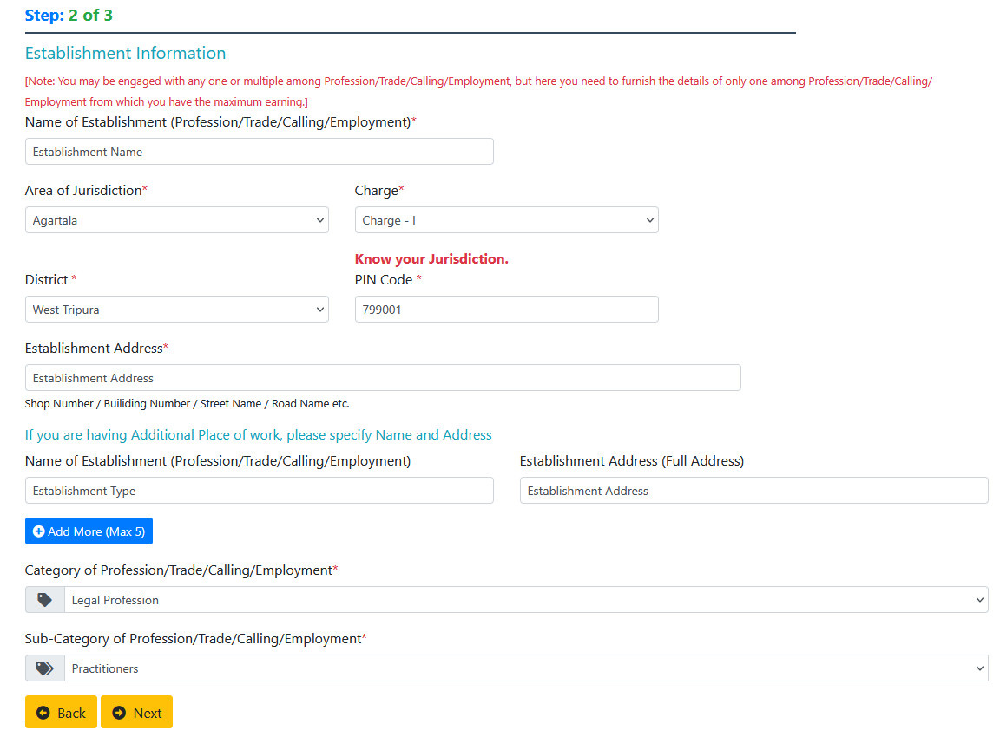 Step: 2 of 3
Establishment Information
[Note: You may be engaged with any one or multiple among Profession/Trade/Calling/Employment, but here you need to furnish the details of only one among Profession/Trade/Calling/
Employment from which you have the maximum earning.]
Name of Establishment (Profession/Trade/Calling/Employment)*
Establishment Name
Area of Jurisdiction* Charge*
Agartala Charge - I
Know your Jurisdiction.
District * PIN Code *
West Tripura 799001
Establishment Address*
Establishment Address
Shop Number / Builiding Number / Street Name / Road Name etc.
If you are having Additional Place of work, please specify Name and Address
Name of Establishment (Profession/Trade/Calling/Employment) Establishment Address (Full Address)
Establishment Type Establishment Address
Add More (Max 5)
Category of Profession/Trade/Calling/Employment*
Legal Profession
Sub-Category of Profession/Trade/Calling/Employment*
Practitioners
Back Next